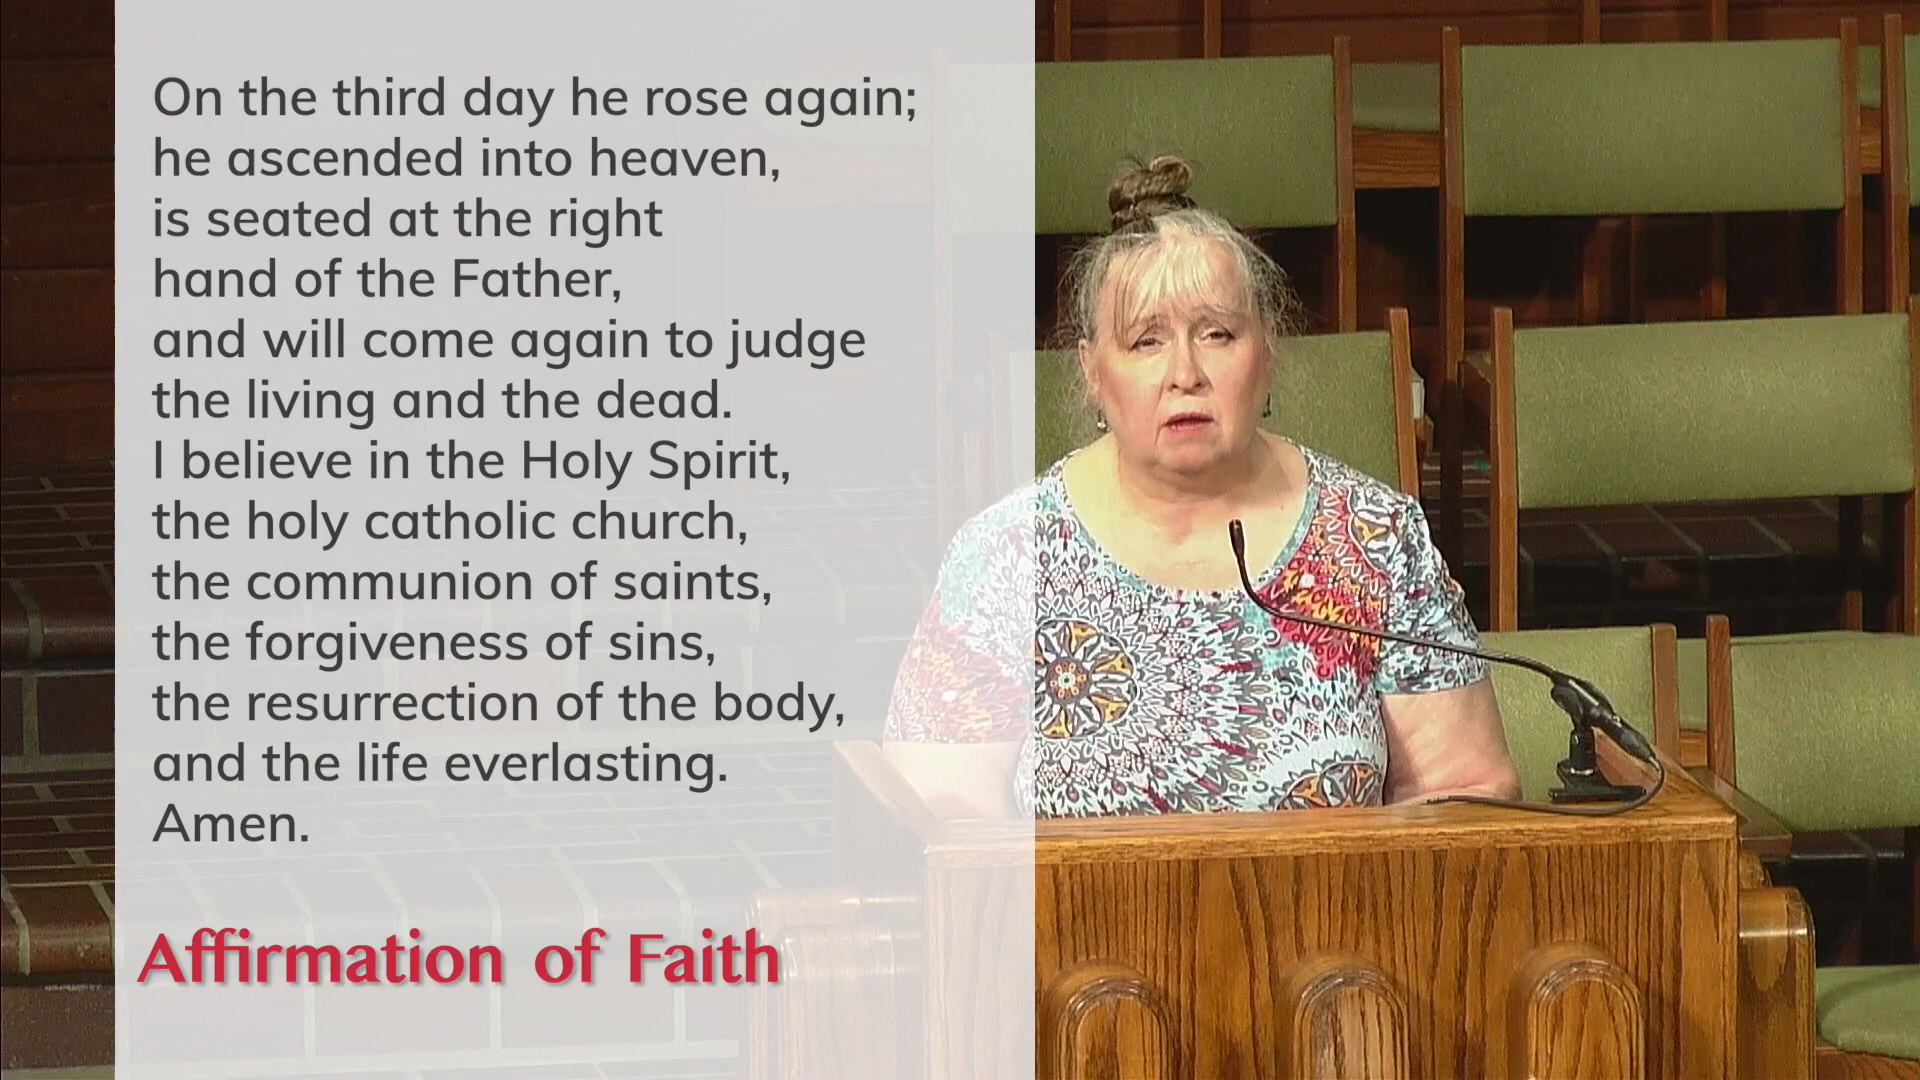 On the third day he rose again;
he ascended into heaven,
is seated at the right
hand of the Father,
and will come again to judge
the living and the dead.
I believe in the Holy Spirit,
the holy catholic church,
the communion of saints,
the forgiveness of sins,
the resurrection of the body,
and the life everlasting.
Amen.
Affirmation of Faith